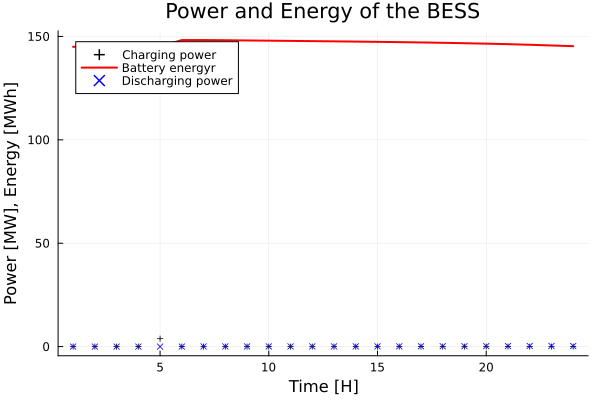 Power and Energy of the BESS
Power [MW], Energy [MWh]
150
100
50
0
Charging power
Battery energyr
Discharging power
5
10
15
20
Time [H]